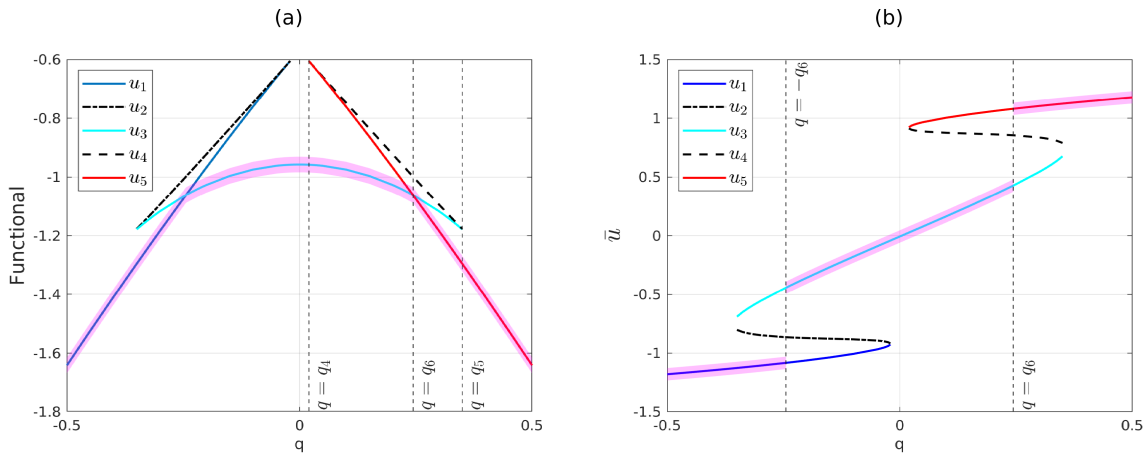 (a)
Functional
-0.6
-0.8
-1
-1.2
-1.4
-1.6
-1.8
-0.5
0
0.5
q
u1
u2
u3
u4
u5
q = q4
q = q6
q = q5
(b)
ū
1.5
1
0.5
0
-0.5
-1
-1.5
-0.5
0
0.5
q
u1
u2
u3
u4
u5
q = −q6
q = q6